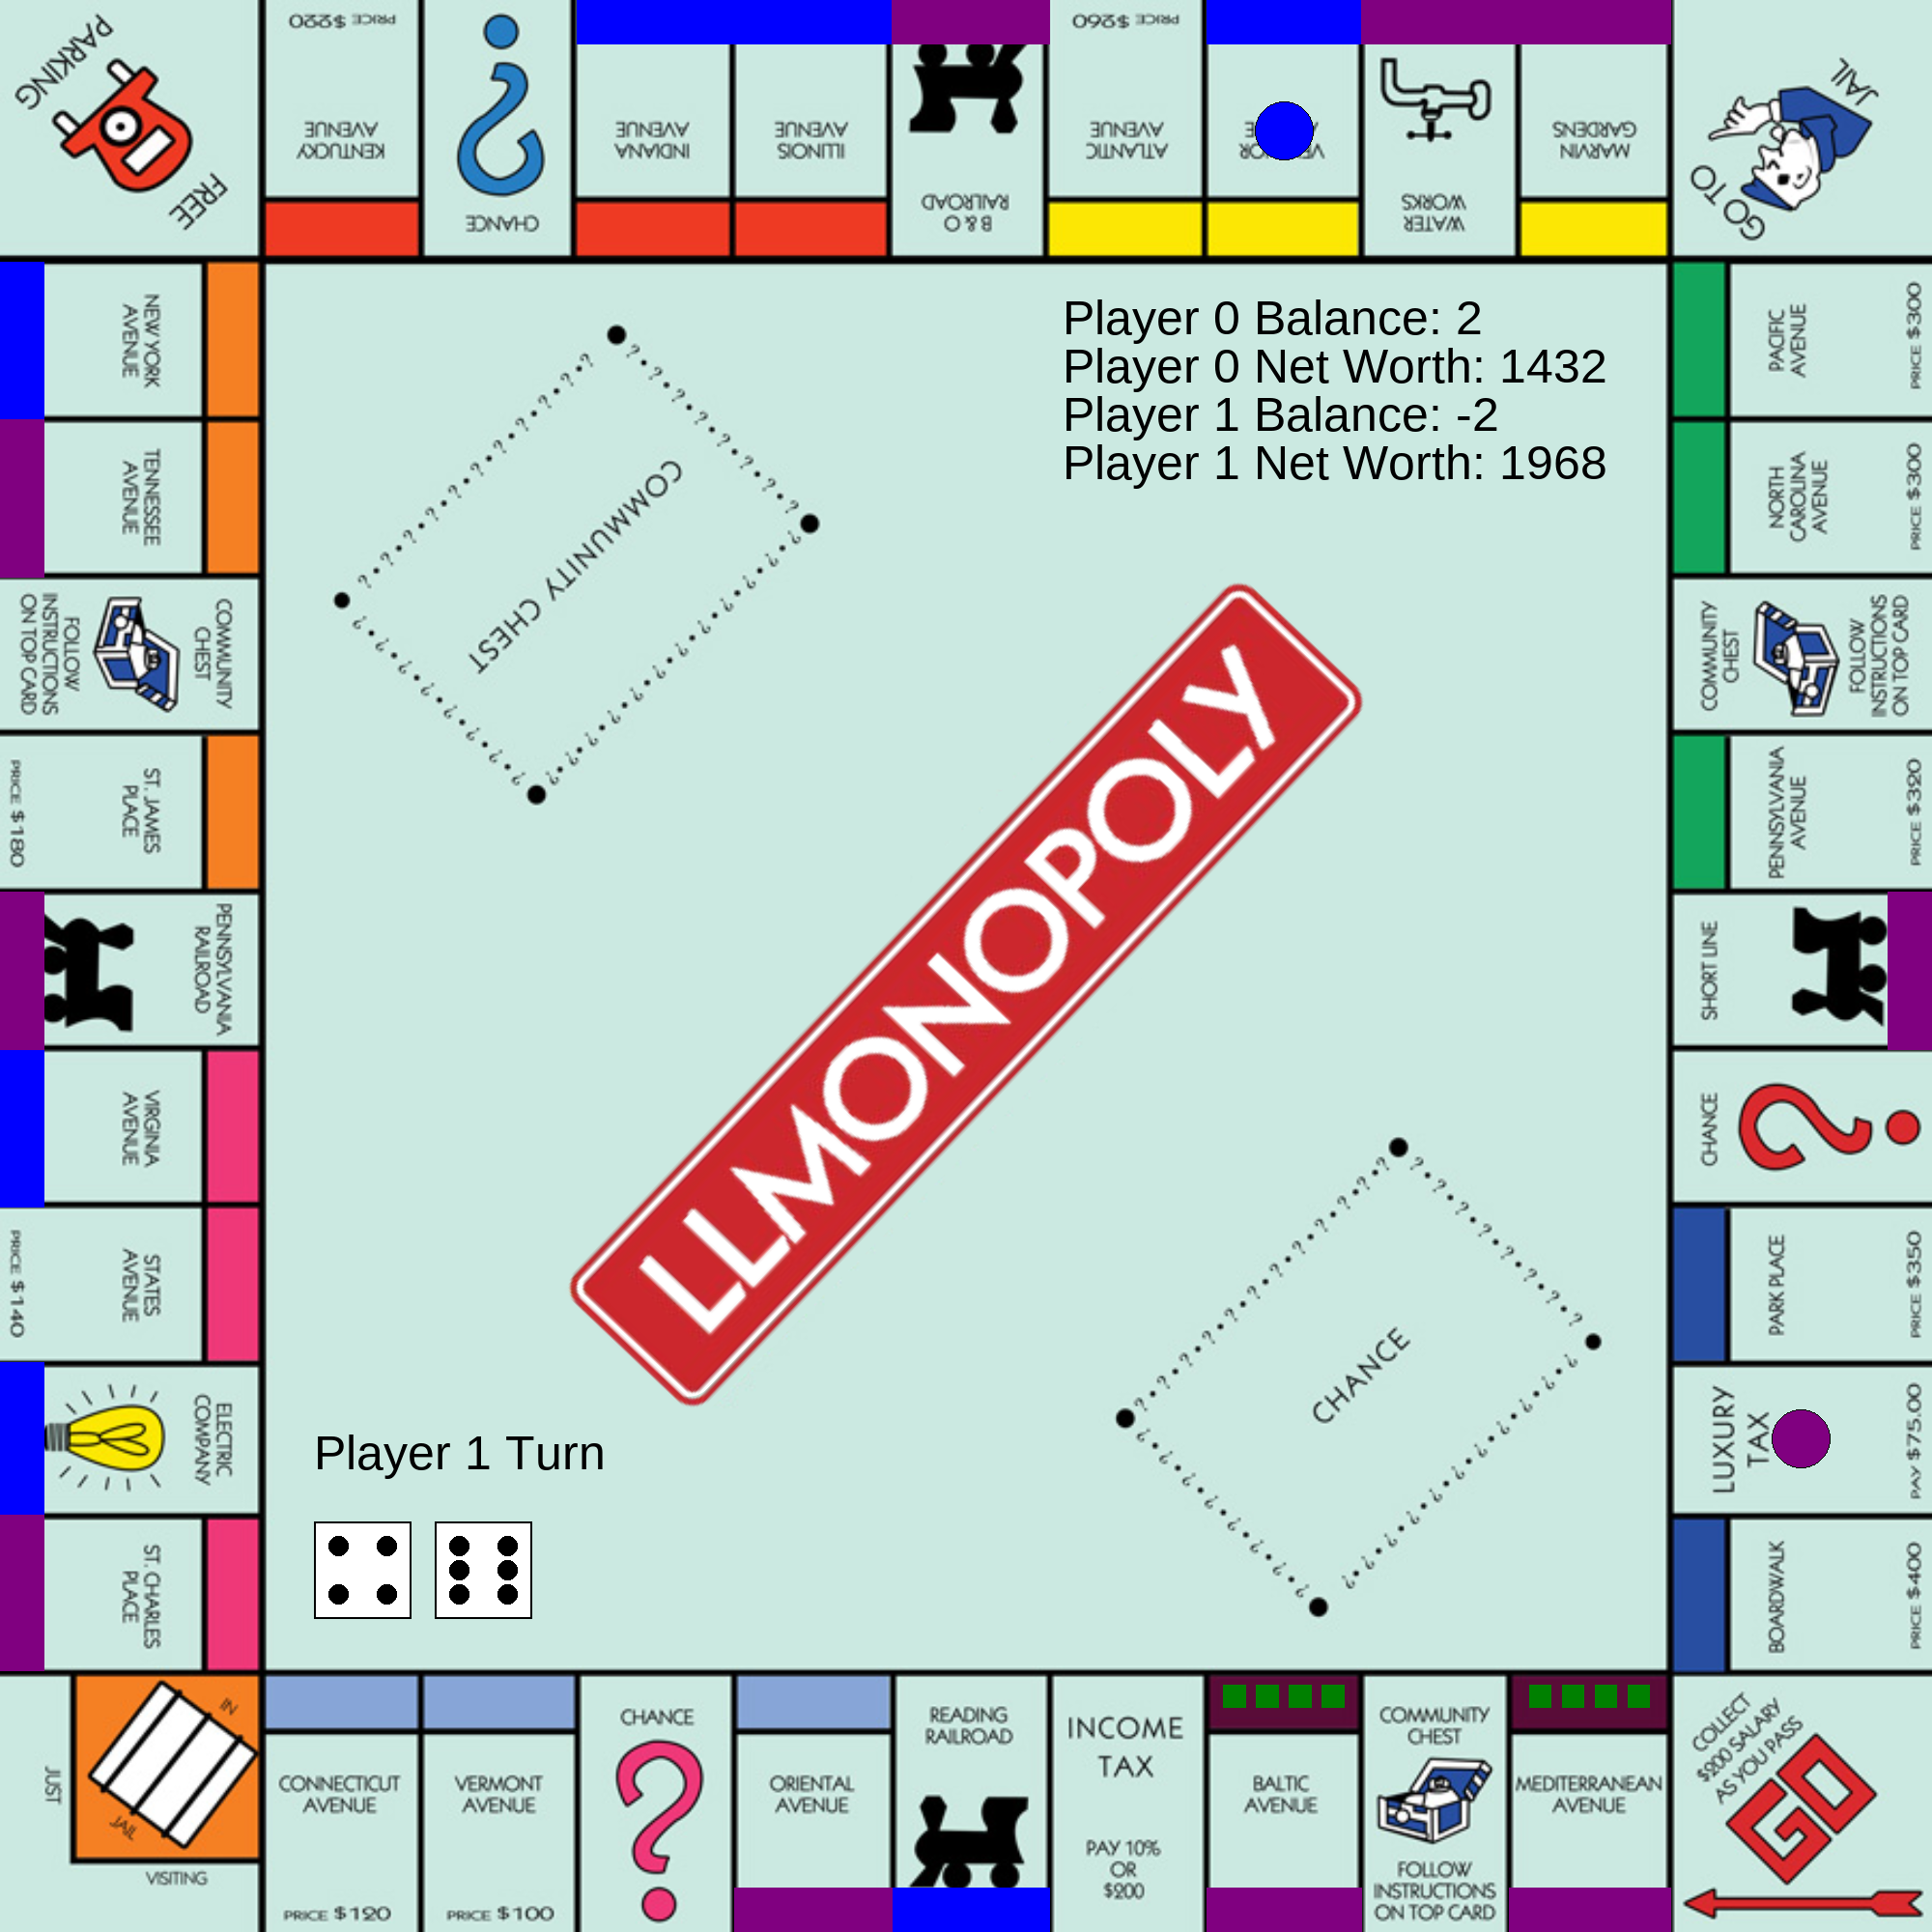 FREE
PARKING
PRICE $220
KENTUCKY
AVENUE
CHANCE
INDIANA
AVENUE
ILLINOIS
AVENUE
B & O
RAILROAD
PRICE $260
ATLANTIC
AVENUE
WATER
WORKS
MARVIN
GARDENS
GO TO
JAIL
NEW YORK
AVENUE
TENNESSEE
AVENUE
COMMUNITY
CHEST
FOLLOW
INSTRUCTIONS
ON TOP CARD
ST. JAMES
PLACE
PRICE $180
PENNSYLVANIA
RAILROAD
VIRGINIA
AVENUE
STATES
AVENUE
PRICE $140
ELECTRIC
COMPANY
ST. CHARLES
PLACE
Player 0 Balance: 2
Player 0 Net Worth: 1432
Player 1 Balance: -2
Player 1 Net Worth: 1968
COMMUNITY CHEST
LLMONOPOLY
CHANCE
Player 1 Turn
PACIFIC
AVENUE
PRICE $300
NORTH
CAROLINA
AVENUE
PRICE $300
COMMUNITY
CHEST
FOLLOW
INSTRUCTIONS
ON TOP CARD
PENNSYLVANIA
AVENUE
PRICE $320
SHORT LINE
CHANCE
PARK PLACE
PRICE $350
LUXURY
TAX
PAY $75.00
BOARDWALK
PRICE $400
JUST
VISITING
IN
JAIL
CONNECTICUT
AVENUE
PRICE $120
VERMONT
AVENUE
PRICE $100
CHANCE
ORIENTAL
AVENUE
READING
RAILROAD
INCOME
TAX
PAY 10%
OR
$200
BALTIC
AVENUE
COMMUNITY
CHEST
FOLLOW
INSTRUCTIONS
ON TOP CARD
MEDITERRANEAN
AVENUE
COLLECT
$200 SALARY
AS YOU PASS
GO